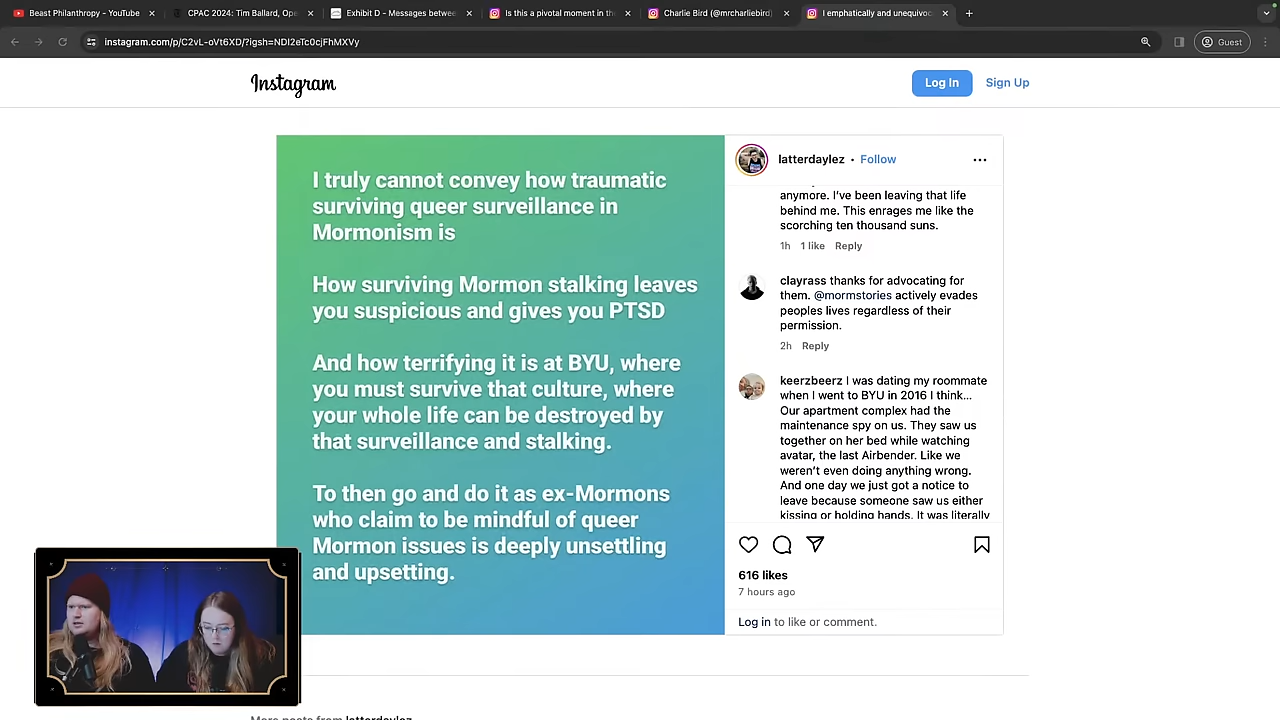 Beast Philanthropy - YouTube
CPAC 2024: Tim Ballard, Ope
Exhibit D - Messages betwee
Is this a pivotal moment in th
Charlie Bird (@mrcharliebird)
I emphatically and unequivoc
instagram.com/p/C2vL-oVt6XD/?igsh=NDI2eTc0cjFhMXVy
Guest
Instagram
Log In
Sign Up
I truly cannot convey how traumatic
surviving queer surveillance in
Mormonism is
How surviving Mormon stalking leaves
you suspicious and gives you PTSD
And how terrifying it is at BYU, where
you must survive that culture, where
your whole life can be destroyed by
that surveillance and stalking.
To then go and do it as ex-Mormons
who claim to be mindful of queer
Mormon issues is deeply unsettling
and upsetting.
latterdaylez • Follow
anymore. I've been leaving that life
behind me. This enrages me like the
scorching ten thousand suns.
1h 1 like Reply
clayrass thanks for advocating for
them. @mormstories actively evades
peoples lives regardless of their
permission.
2h Reply
keerzbeerz I was dating my roommate
when I went to BYU in 2016 I think...
Our apartment complex had the
maintenance spy on us. They saw us
together on her bed while watching
avatar, the last Airbender. Like we
weren't even doing anything wrong.
And one day we just got a notice to
leave because someone saw us either
kissing or holding hands. It was literally
616 likes
7 hours ago
Log in to like or comment.
More posts from latterdaylez